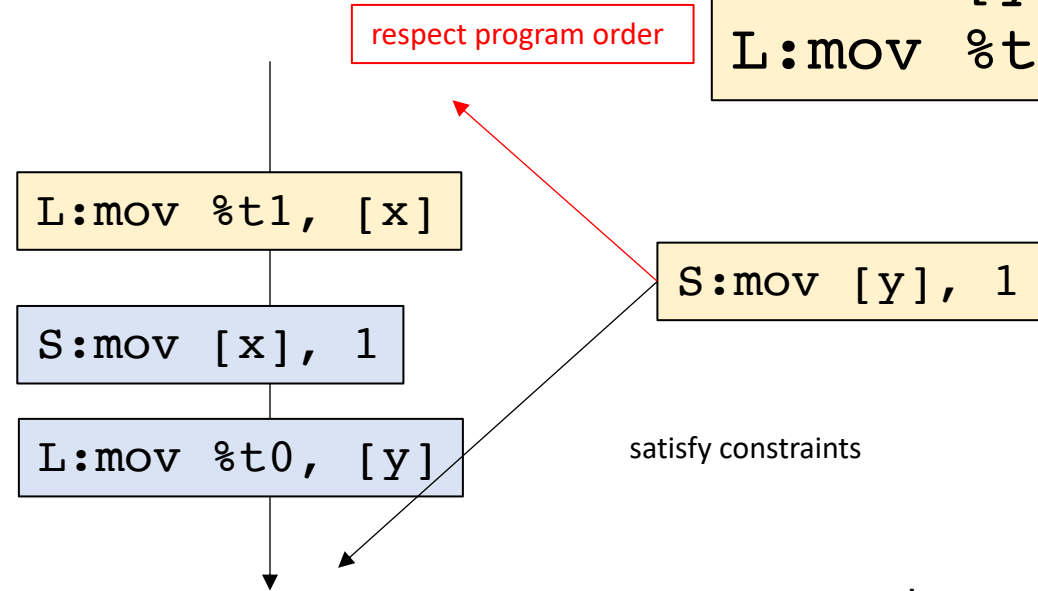 respect program order
L:mov %t
L:mov %t1, [x]
S:mov [y], 1
S:mov [x], 1
L:mov %t0, [y]
satisfy constraints